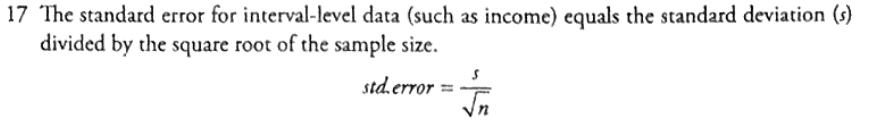 17 The standard error for interval-level data (such as income) equals the standard deviation (s)
divided by the square root of the sample size.
std.error = s/√n